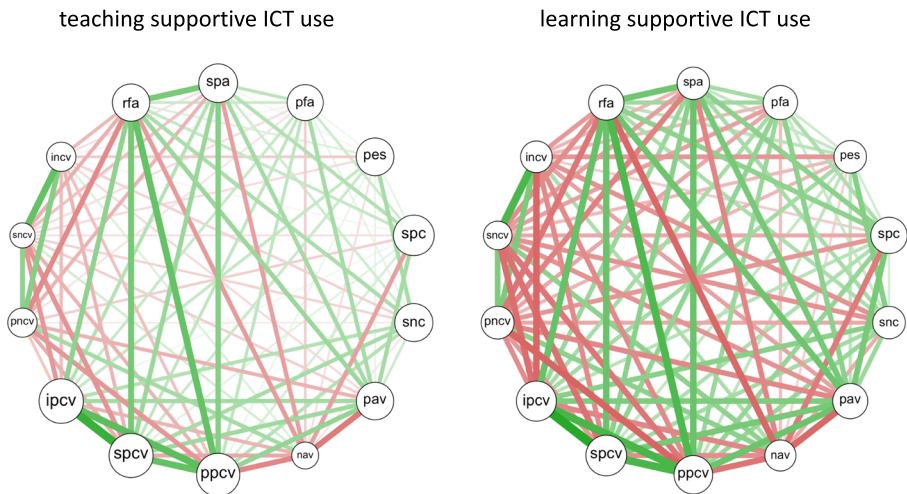 teaching supportive ICT use
learning supportive ICT use
spa
rfa
pfa
incv
pes
sncv
spc
pncv
snc
ipcv
pav
spcv
nav
ppcv
spa
rfa
pfa
incv
pes
sncv
spc
pncv
snc
ipcv
pav
spcv
nav
ppcv